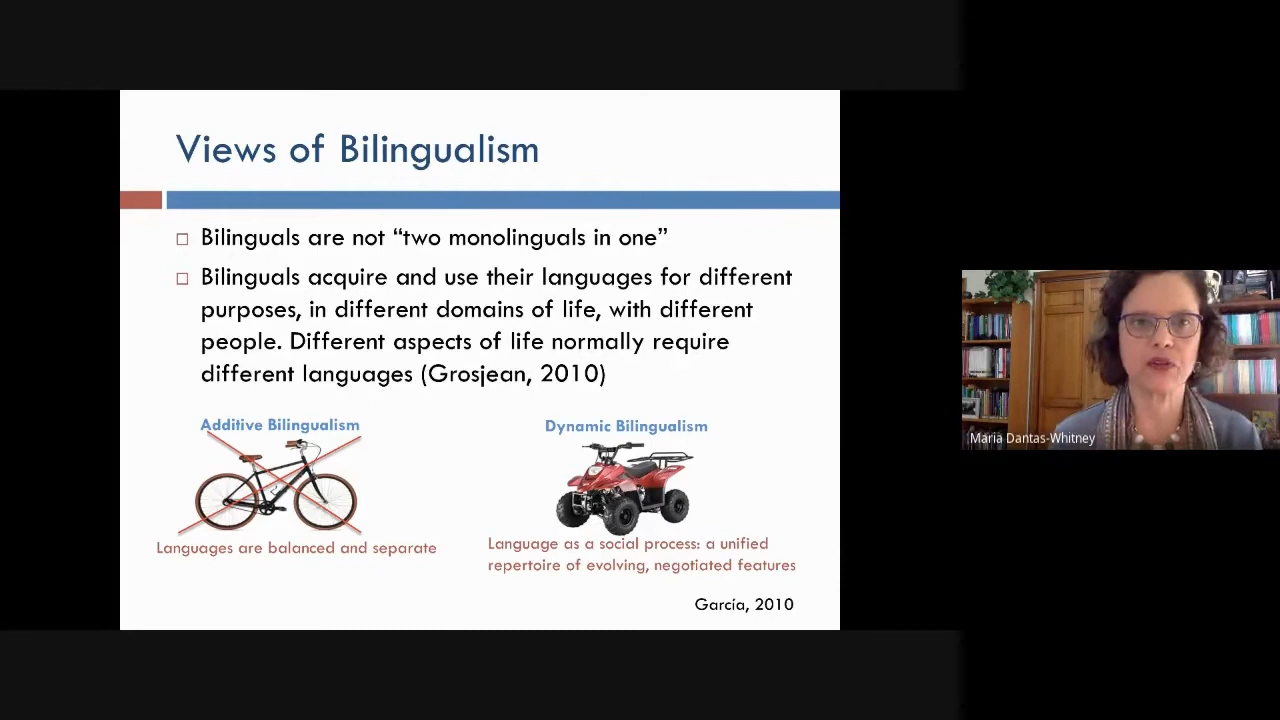 Views of Bilingualism
Bilinguals are not “two monolinguals in one”
Bilinguals acquire and use their languages for different
purposes, in different domains of life, with different
people. Different aspects of life normally require
different languages (Grosjean, 2010)
Additive Bilingualism
Dynamic Bilingualism
Languages are balanced and separate
Language as a social process: a unified
repertoire of evolving, negotiated features
García, 2010
Maria Dantas-Whitney